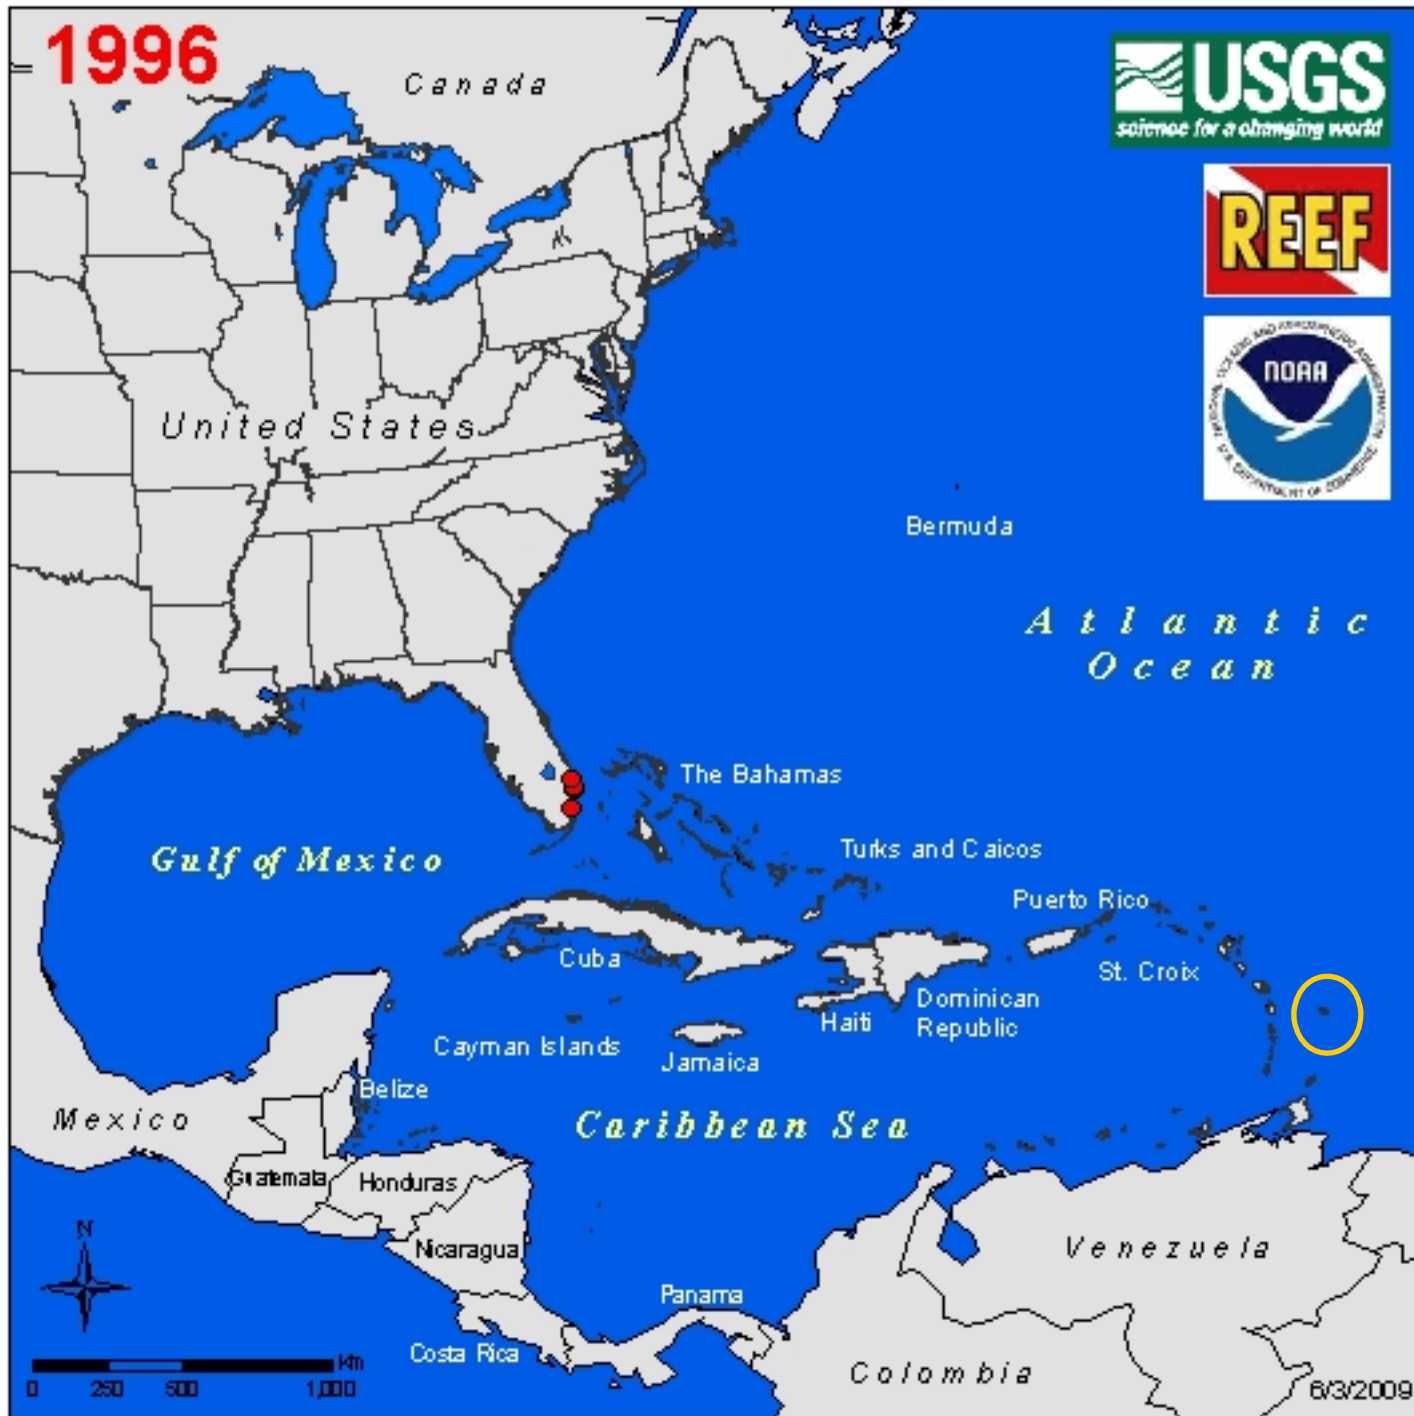 1996
Canada
USGS
science for a changing world
REEF
NOAA
United States
Bermuda
Atlantic
Ocean
The Bahamas
Gulf of Mexico
Turks and Caicos
Puerto Rico
Cuba
St. Croix
Dominican
Republic
Haiti
Cayman Islands
Jamaica
Belize
Mexico
Caribbean Sea
Guatemala
Honduras
Nicaragua
Venezuela
N
Panama
Costa Rica
Colombia
km
0 250 500 1,000
6/3/2009